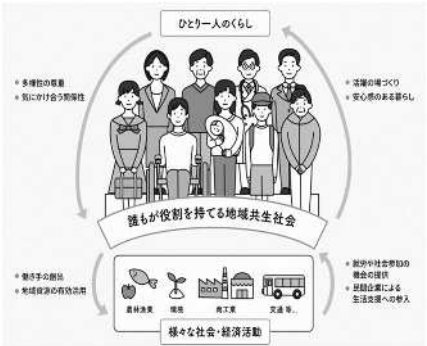 ひとり一人のくらし
● 多様性の尊重
● 気にかけ合う関係性
● 活躍の場づくり
● 安心感のある暮らし
誰もが役割を持てる地域共生社会
● 働き手の創出
● 地域資源の有効活用
● 就労や社会参加の
機会の提供
● 民間企業による
生活支援への参入
農林漁業
環境
商工業
交通 等..
様々な社会・経済活動